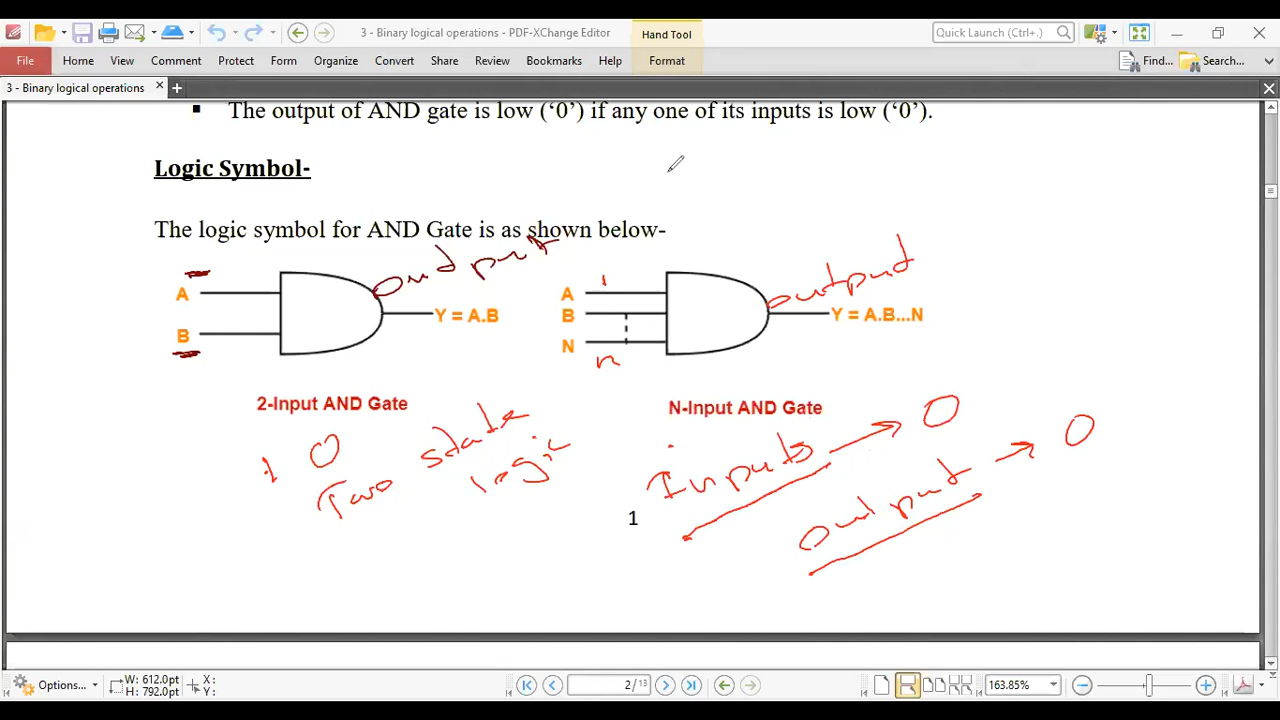 3 - Binary logical operations - PDF-XChange Editor
Hand Tool
Quick Launch (Ctrl+.)
File Home View Comment Protect Form Organize Convert Share Review Bookmarks Help Format Find... Search...
3 - Binary logical operations
▪ The output of AND gate is low (‘0’) if any one of its inputs is low (‘0’).
Logic Symbol-
The logic symbol for AND Gate is as shown below-
output
output
A
B
Y = A.B
1
A
B
N
n
Y = A.B...N
2-Input AND Gate
N-Input AND Gate
1 0
Two state
logic
Inputs → 0
output → 0
1
Options...
W: 612.0pt
H: 792.0pt
X:
Y:
2/13
163.85%